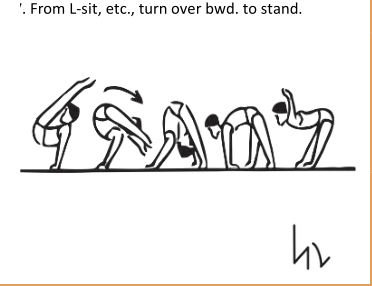 '. From L-sit, etc., turn over bwd. to stand.